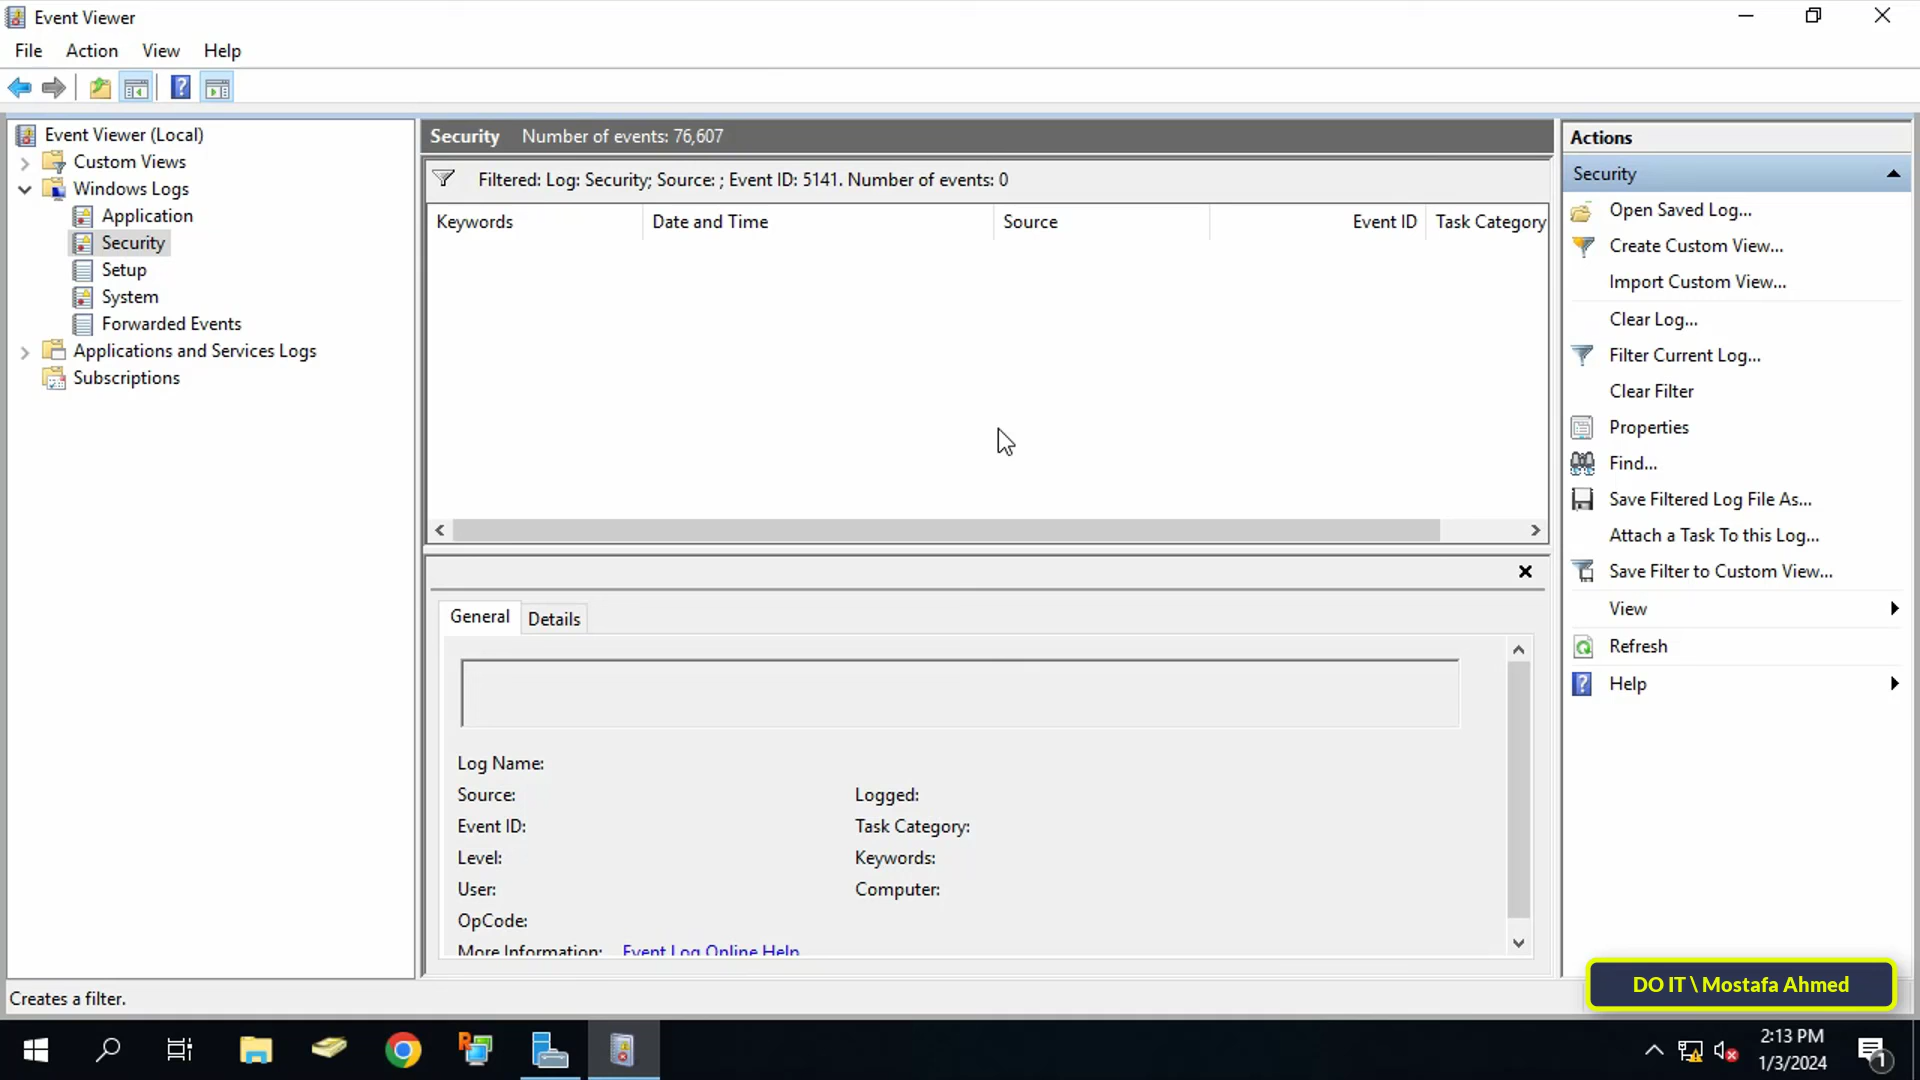 Event Viewer
File Action View Help
Event Viewer (Local)
Custom Views
Windows Logs
Application
Security
Setup
System
Forwarded Events
Applications and Services Logs
Subscriptions
Security Number of events: 76,607
Filtered: Log: Security; Source: ; Event ID: 5141. Number of events: 0
Keywords Date and Time Source Event ID Task Category
General Details
Log Name:
Source: Logged:
Event ID: Task Category:
Level: Keywords:
User: Computer:
OpCode:
More Information: Event Log Online Help
Actions
Security
Open Saved Log...
Create Custom View...
Import Custom View...
Clear Log...
Filter Current Log...
Clear Filter
Properties
Find...
Save Filtered Log File As...
Attach a Task To this Log...
Save Filter to Custom View...
View
Refresh
Help
DO IT \ Mostafa Ahmed
Creates a filter.
2:13 PM
1/3/2024
1